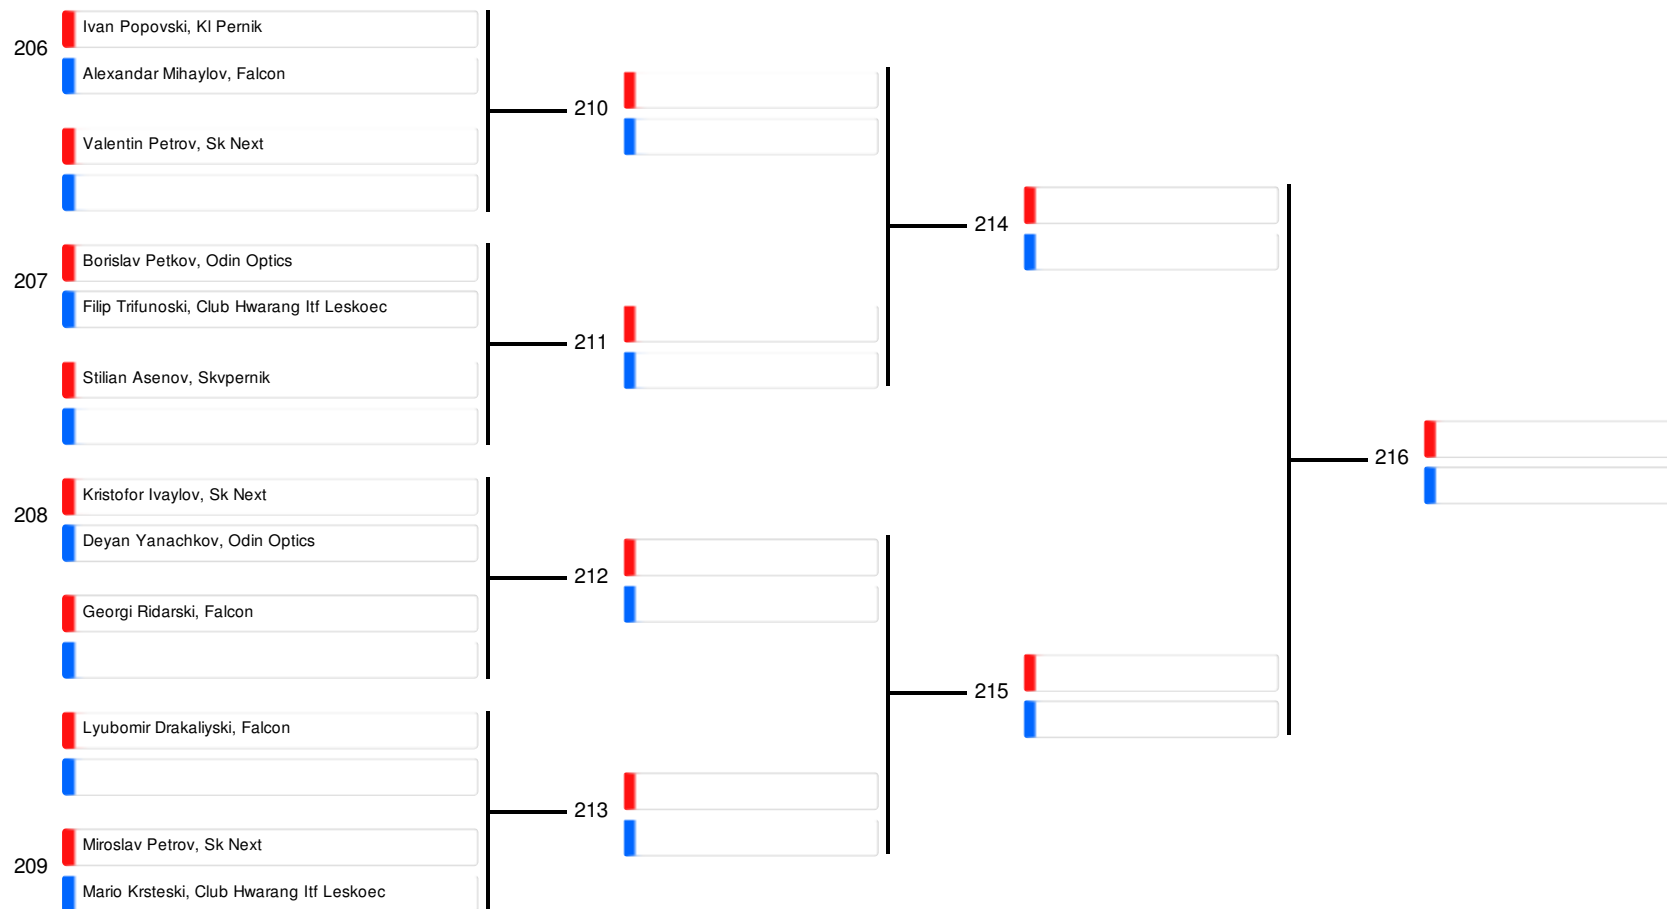 206
Ivan Popovski, Kl Pernik
Alexandar Mihaylov, Falcon
Valentin Petrov, Sk Next
207
Borislav Petkov, Odin Optics
Filip Trifunoski, Club Hwarang Itf Leskoec
Stilian Asenov, Skvpernik
208
Kristofor Ivaylov, Sk Next
Deyan Yanachkov, Odin Optics
Georgi Ridarski, Falcon
Lyubomir Drakaliyski, Falcon
209
Miroslav Petrov, Sk Next
Mario Krsteski, Club Hwarang Itf Leskoec
210
211
212
213
214
215
216